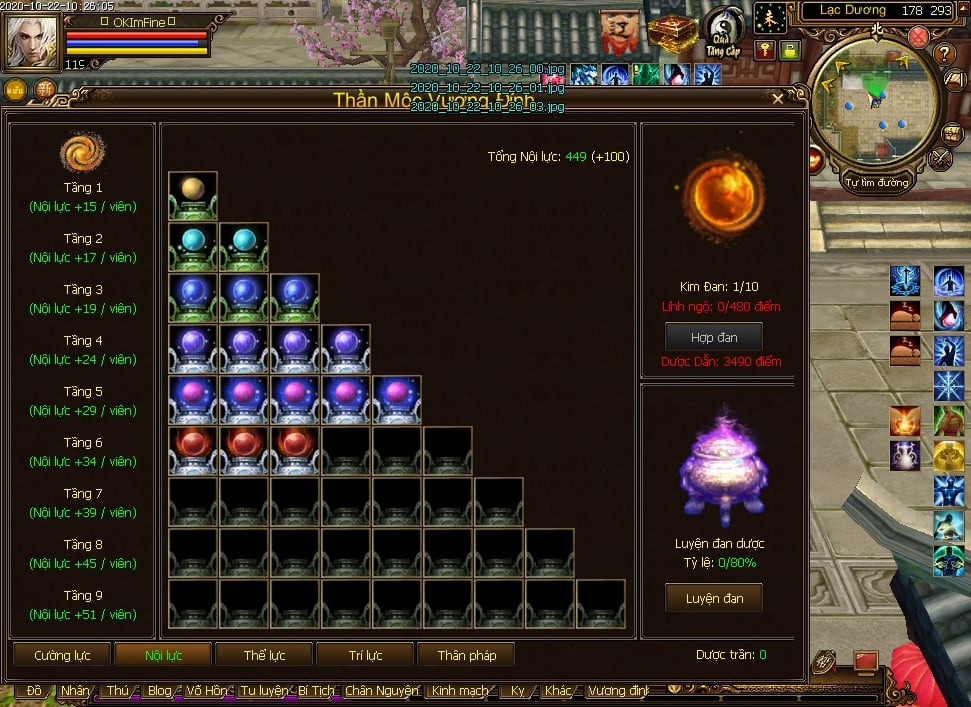 2020-10-22-10:28:05
OKImFine
119
Quà Tăng Cấp
Lạc Dương 178 293
北
2020_10_22_10_26_00.jpg
2020_10_22_10_26_01.jpg
2020_10_22_10_26_03.jpg
Thần Môn Vương Đỉnh
Tự tìm đường
Tổng Nội lực: 449 (+100)
Tầng 1
(Nội lực +15 / viên)
Tầng 2
(Nội lực +17 / viên)
Tầng 3
(Nội lực +19 / viên)
Tầng 4
(Nội lực +24 / viên)
Tầng 5
(Nội lực +29 / viên)
Tầng 6
(Nội lực +34 / viên)
Tầng 7
(Nội lực +39 / viên)
Tầng 8
(Nội lực +45 / viên)
Tầng 9
(Nội lực +51 / viên)
Kim Đan: 1/10
Lĩnh ngộ: 0/480 điểm
Hợp đan
Dược Dẫn: 3490 điểm
Luyện đan dược
Tỷ lệ: 0/80%
Luyện đan
Cường lực
Nội lực
Thể lực
Trí lực
Thân pháp
Dược trần: 0
Đồ Nhân Thú Blog Võ Hồn Tu luyện Bí Tịch Chân Nguyên Kinh mạch Kỵ Khác Vương đỉnh